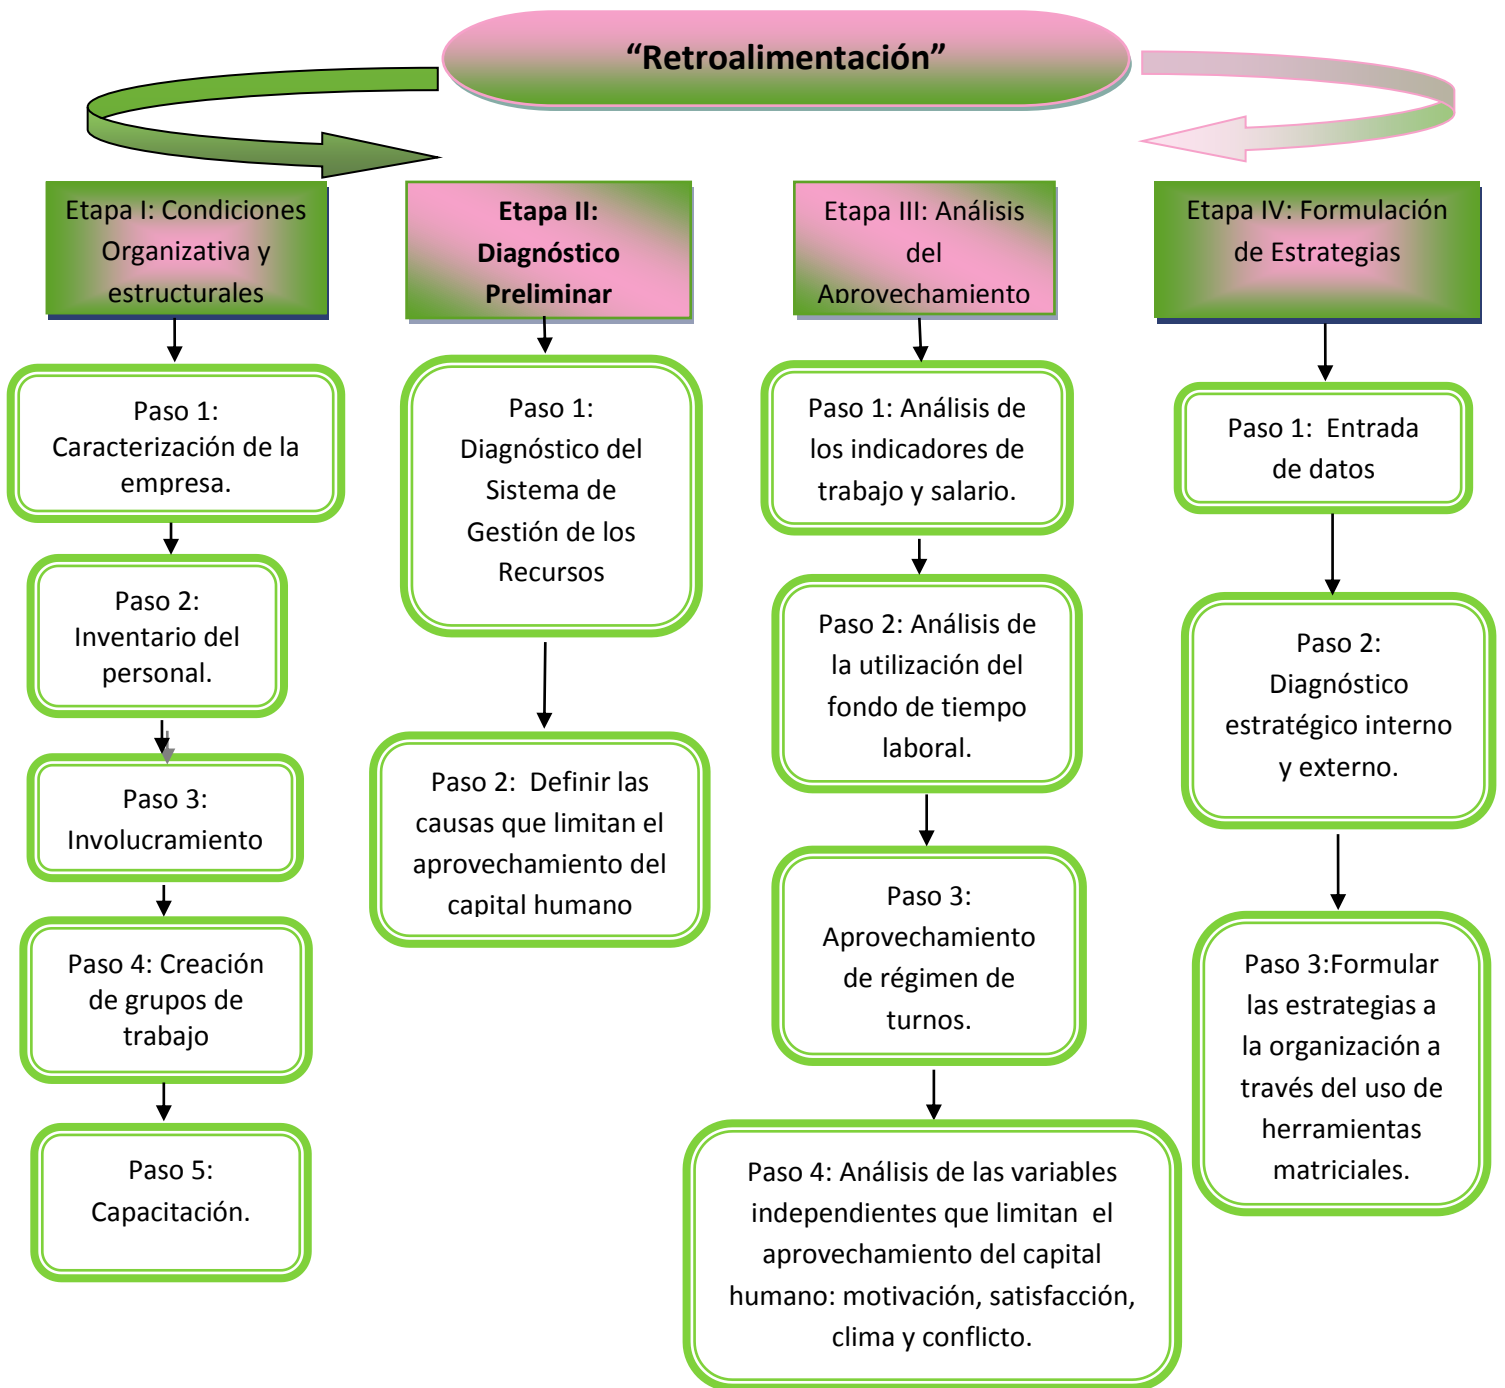 “Retroalimentación”
Etapa I: Condiciones
Organizativa y
estructurales
Paso 1:
Caracterización de la
empresa.
Paso 2:
Inventario del
personal.
Paso 3:
Involucramiento
Paso 4: Creación
de grupos de
trabajo
Paso 5:
Capacitación.
Etapa II:
Diagnóstico
Preliminar
Paso 1:
Diagnóstico del
Sistema de
Gestión de los
Recursos
Paso 2:  Definir las
causas que limitan el
aprovechamiento del
capital humano
Etapa III: Análisis
del
Aprovechamiento
Paso 1: Análisis de
los indicadores de
trabajo y salario.
Paso 2: Análisis de
la utilización del
fondo de tiempo
laboral.
Paso 3:
Aprovechamiento
de régimen de
turnos.
Paso 4: Análisis de las variables
independientes que limitan  el
aprovechamiento del capital
humano: motivación, satisfacción,
clima y conflicto.
Etapa IV: Formulación
de Estrategias
Paso 1:  Entrada
de datos
Paso 2:
Diagnóstico
estratégico interno
y externo.
Paso 3:Formular
las estrategias a
la organización a
través del uso de
herramientas
matriciales.